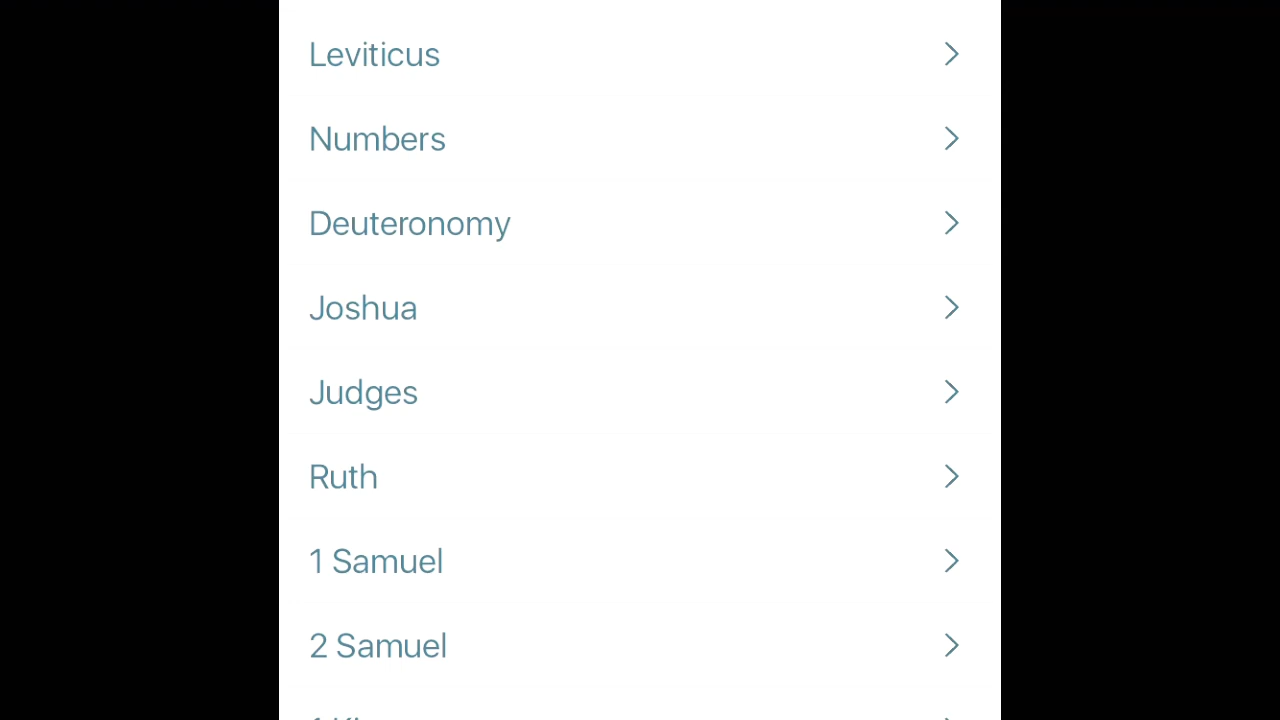 Leviticus
Numbers
Deuteronomy
Joshua
Judges
Ruth
1 Samuel
2 Samuel